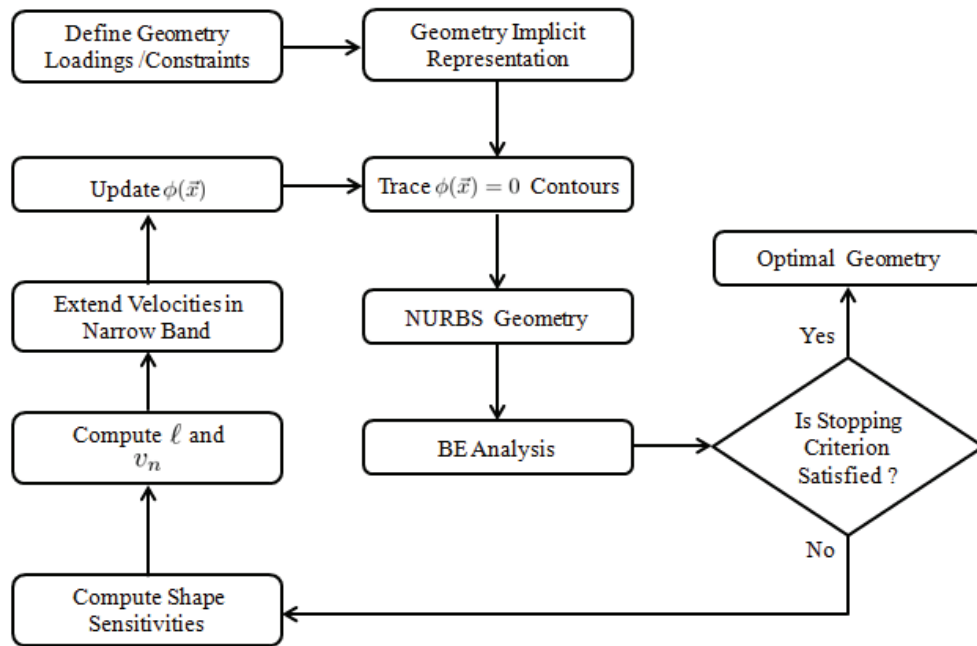 Define Geometry
Loadings /Constraints
Geometry Implicit
Representation
Update ϕ(x⃗)
Trace ϕ(x⃗) = 0 Contours
Optimal Geometry
Extend Velocities in
Narrow Band
NURBS Geometry
Yes
Compute ℓ and
vₙ
BE Analysis
Is Stopping
Criterion
Satisfied ?
No
Compute Shape
Sensitivities